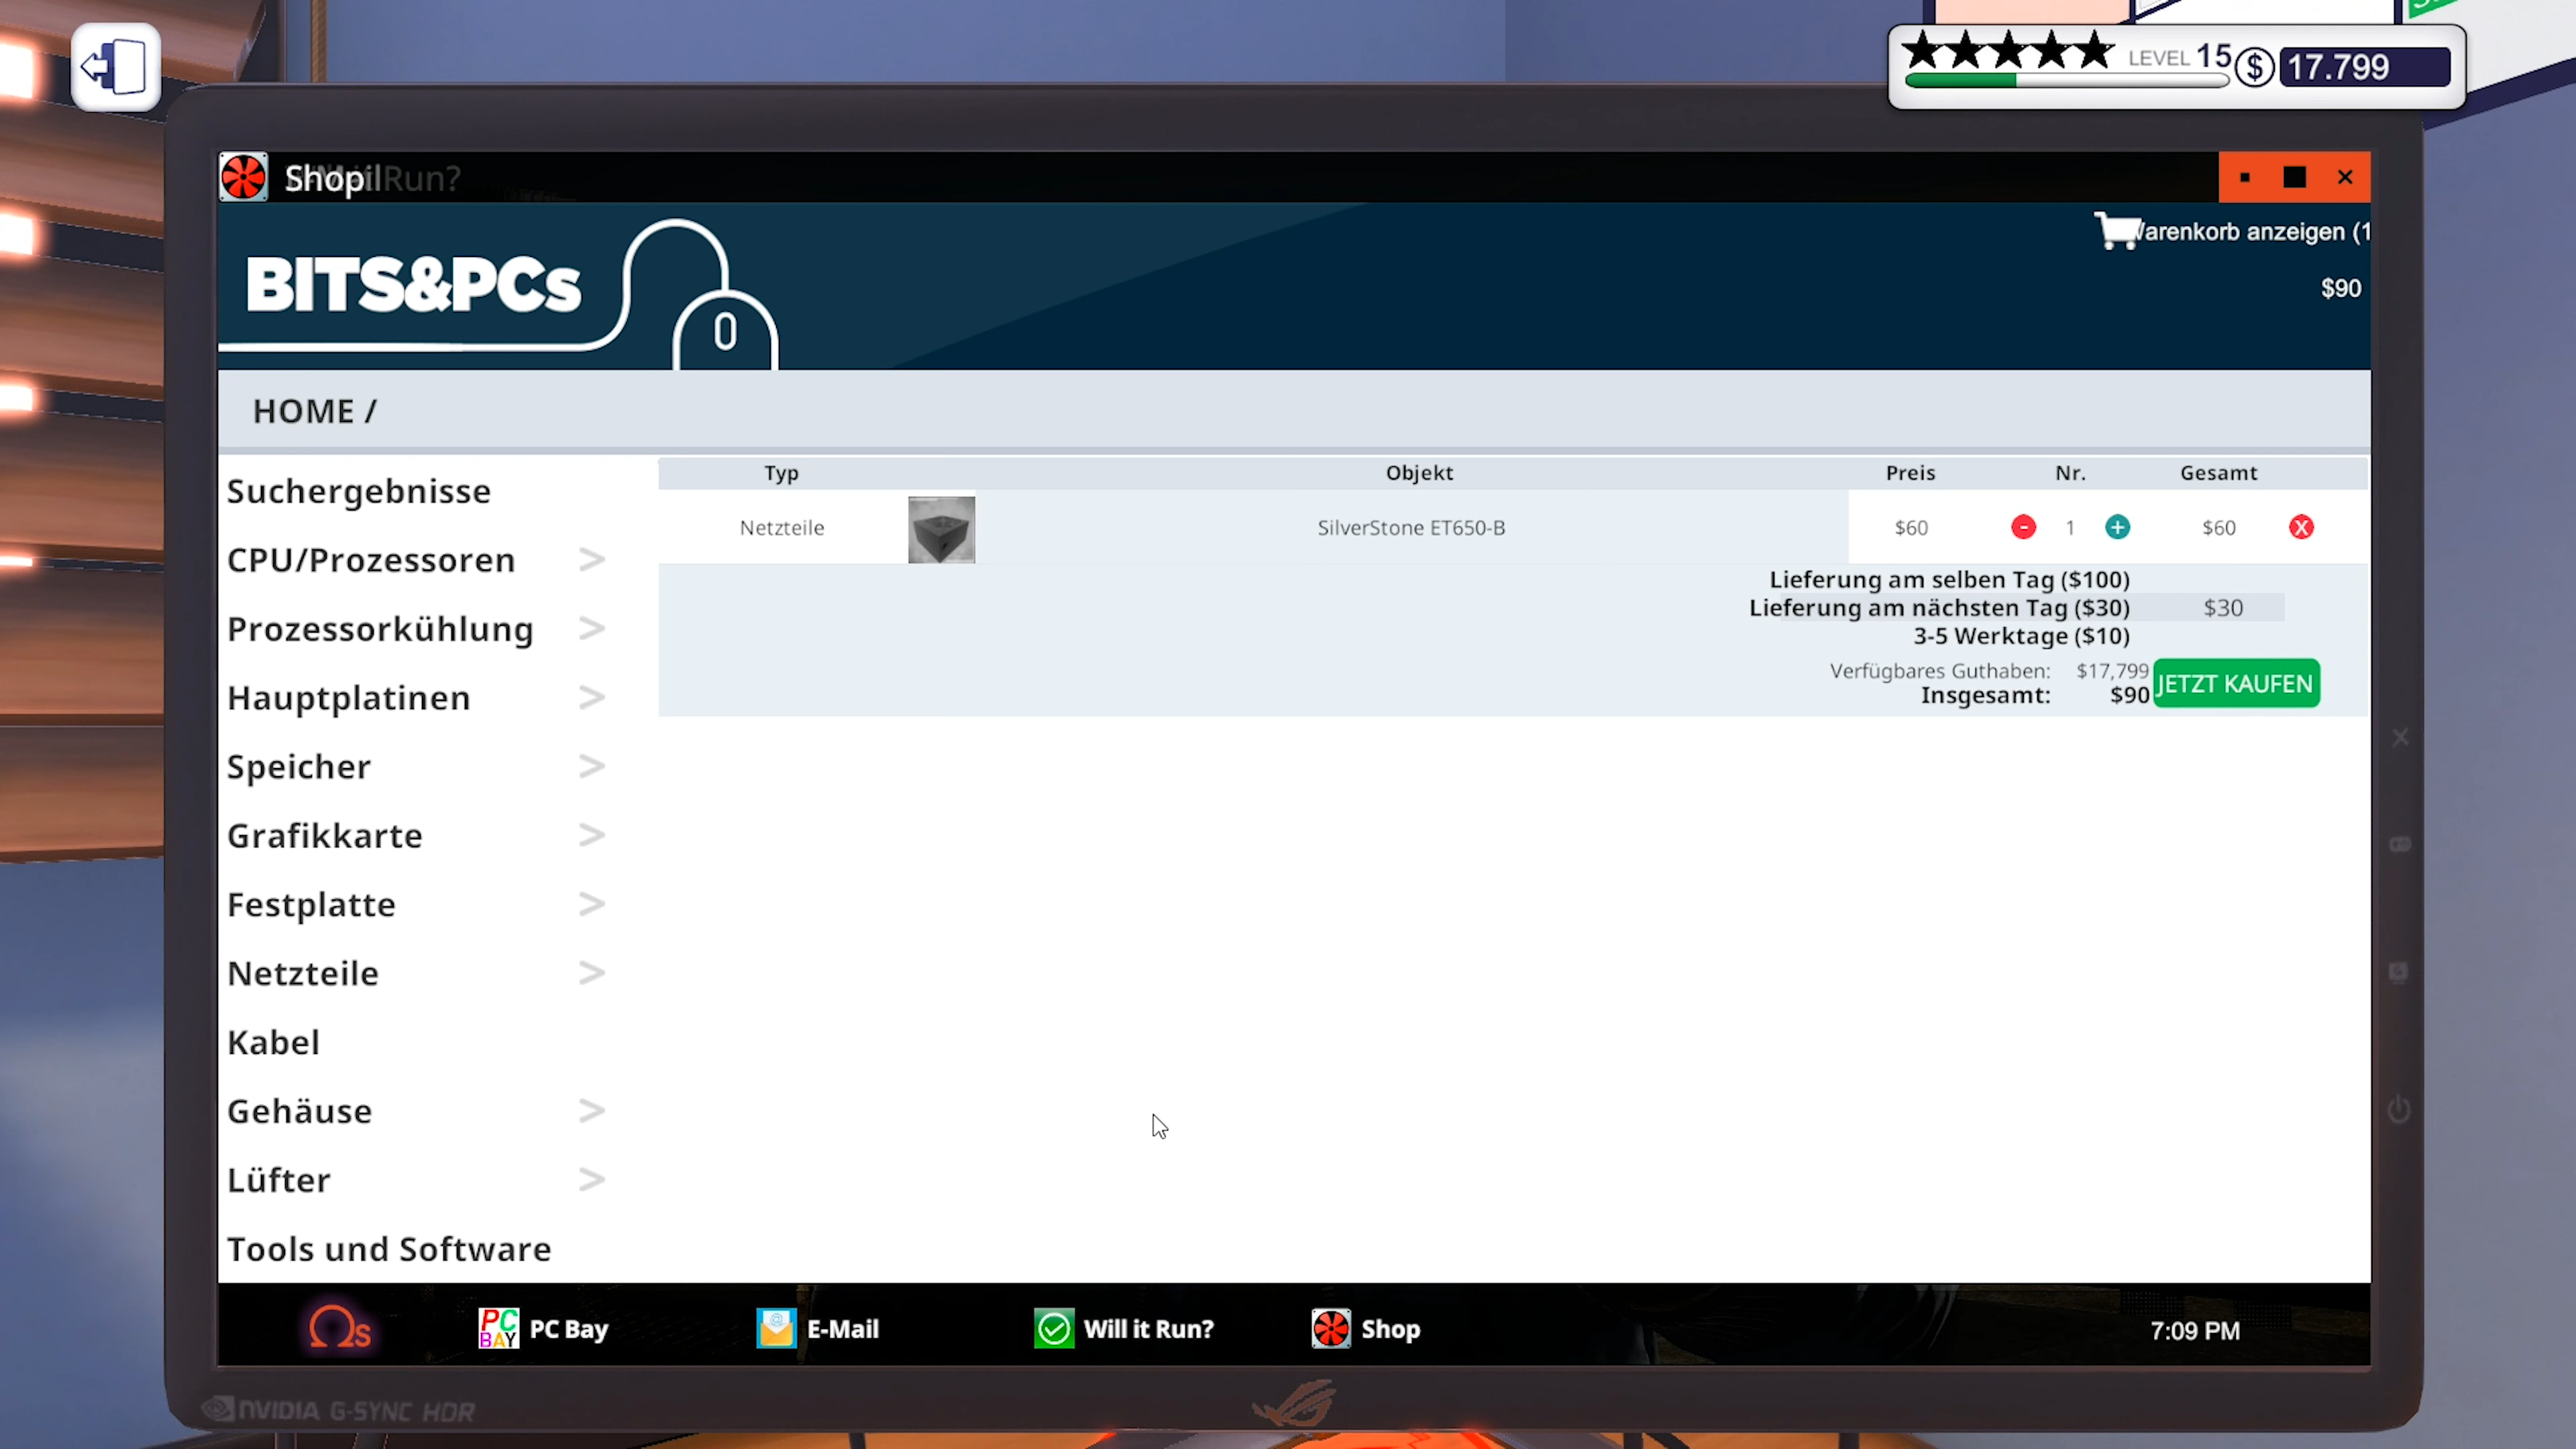 LEVEL 15 $ 17.799
Shop
BITS&PCs
arenkorb anzeigen (1
$90
HOME /
Suchergebnisse
CPU/Prozessoren >
Prozessorkühlung >
Hauptplatinen >
Speicher >
Grafikkarte >
Festplatte >
Netzteile >
Kabel
Gehäuse >
Lüfter >
Tools und Software
Typ Objekt Preis Nr. Gesamt
Netzteile SilverStone ET650-B $60 - 1 + $60 X
Lieferung am selben Tag ($100)
Lieferung am nächsten Tag ($30) $30
3-5 Werktage ($10)
Verfügbares Guthaben: $17,799
Insgesamt: $90
JETZT KAUFEN
PC BAY PC Bay E-Mail Will it Run? Shop 7:09 PM
NVIDIA G-SYNC HDR